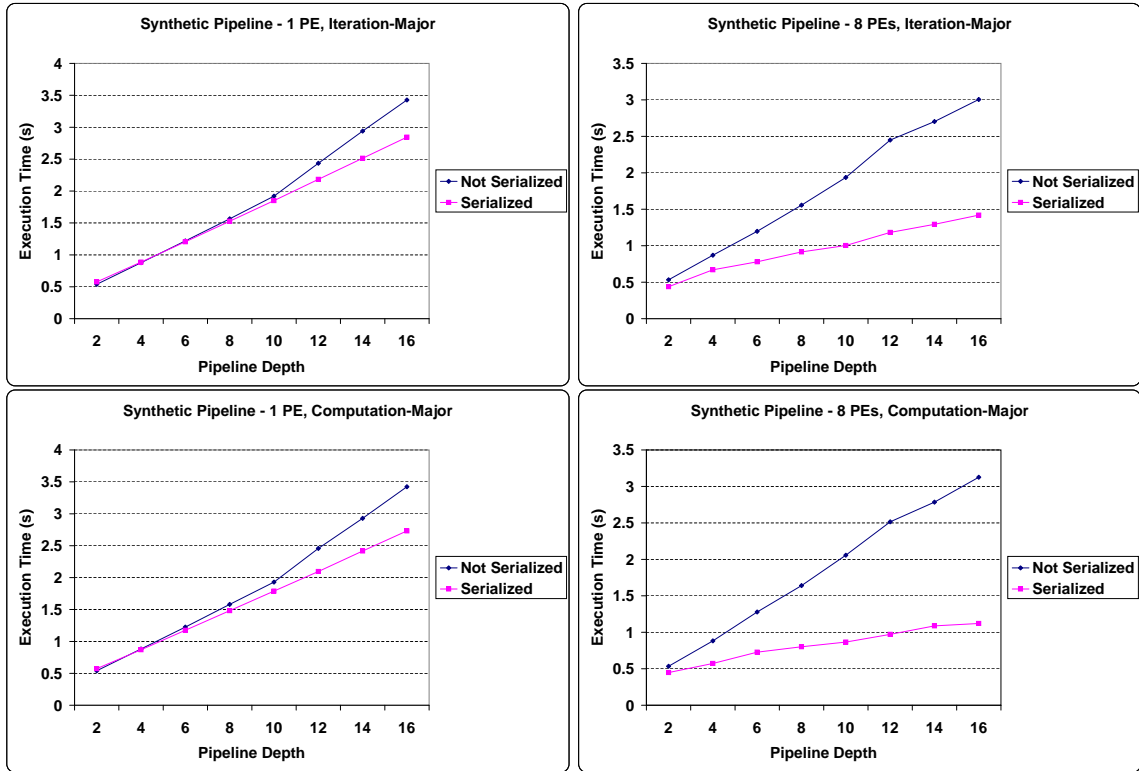 Synthetic Pipeline - 1 PE, Iteration-Major
4
3.5
3
2.5
2
1.5
1
0.5
0
Execution Time (s)
2 4 6 8 10 12 14 16
Pipeline Depth
Not Serialized
Serialized
Synthetic Pipeline - 8 PEs, Iteration-Major
3.5
3
2.5
2
1.5
1
0.5
0
Execution Time (s)
2 4 6 8 10 12 14 16
Pipeline Depth
Not Serialized
Serialized
Synthetic Pipeline - 1 PE, Computation-Major
4
3.5
3
2.5
2
1.5
1
0.5
0
Execution Time (s)
2 4 6 8 10 12 14 16
Pipeline Depth
Not Serialized
Serialized
Synthetic Pipeline - 8 PEs, Computation-Major
3.5
3
2.5
2
1.5
1
0.5
0
Execution Time (s)
2 4 6 8 10 12 14 16
Pipeline Depth
Not Serialized
Serialized